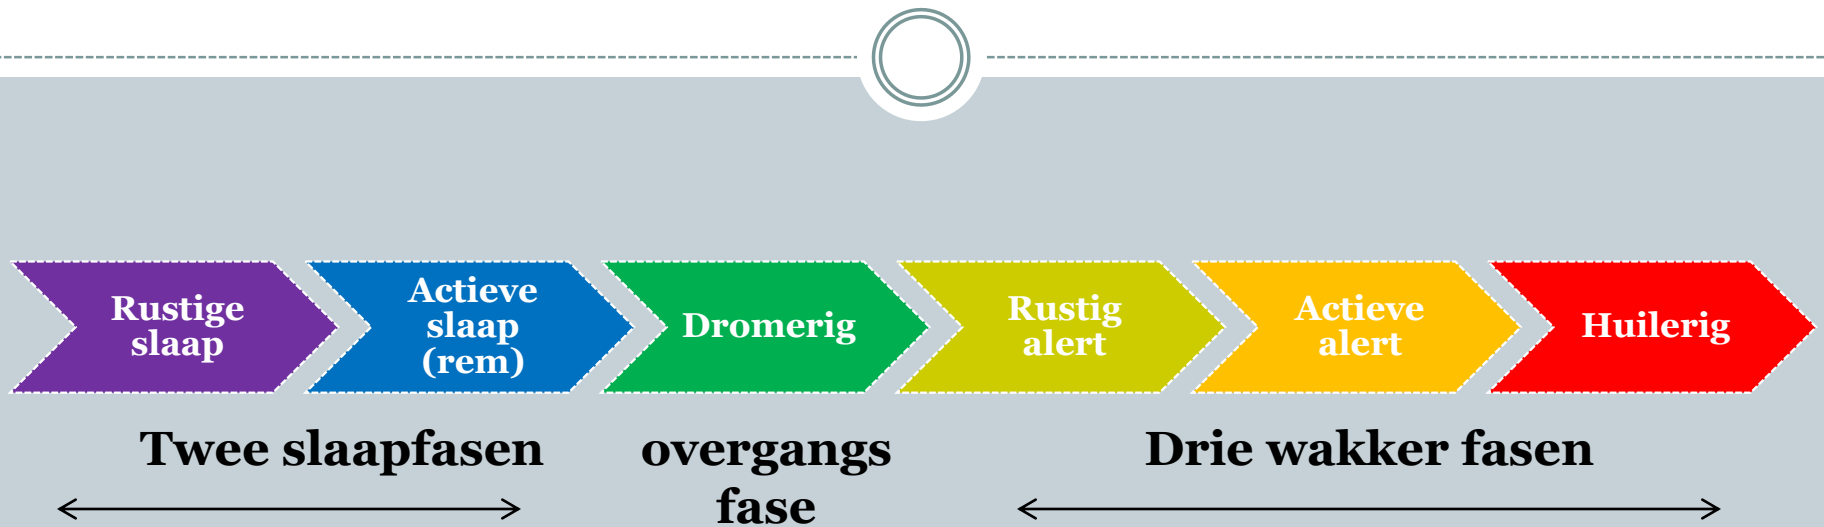 Rustige
slaap
Actieve
slaap
(rem)
Dromerig
Rustig
alert
Actieve
alert
Huilerig
Twee slaapfasen
overgangs
fase
Drie wakker fasen